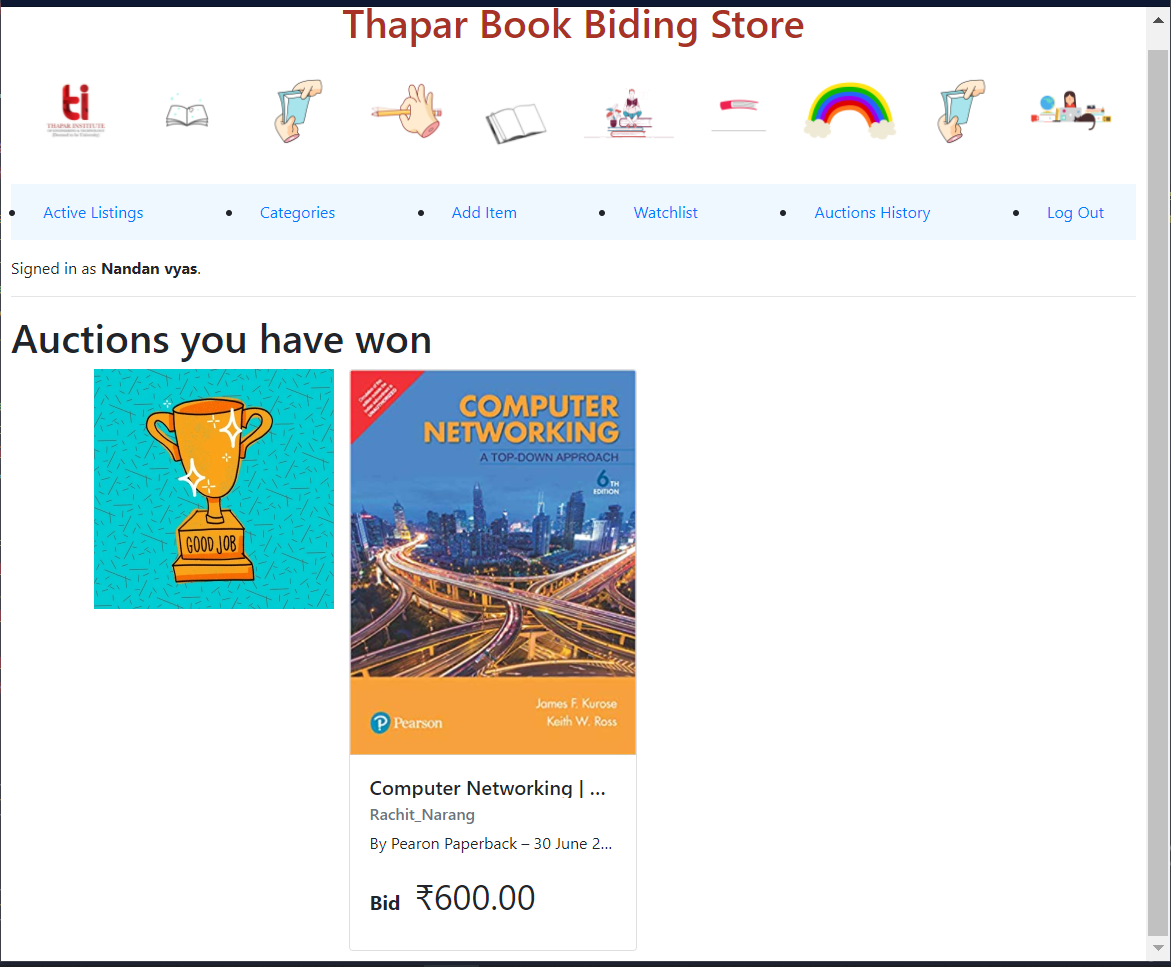 Thapar Book Biding Store
ti
THAPAR INSTITUTE
Active Listings
Categories
Add Item
Watchlist
Auctions History
Log Out
Signed in as Nandan vyas.
Auctions you have won
GOOD JOB
COMPUTER
NETWORKING
A TOP-DOWN APPROACH
6TH
EDITION
James F. Kurose
Keith W. Ross
Pearson
Computer Networking | ...
Rachit_Narang
By Pearon Paperback – 30 June 2...
Bid ₹600.00